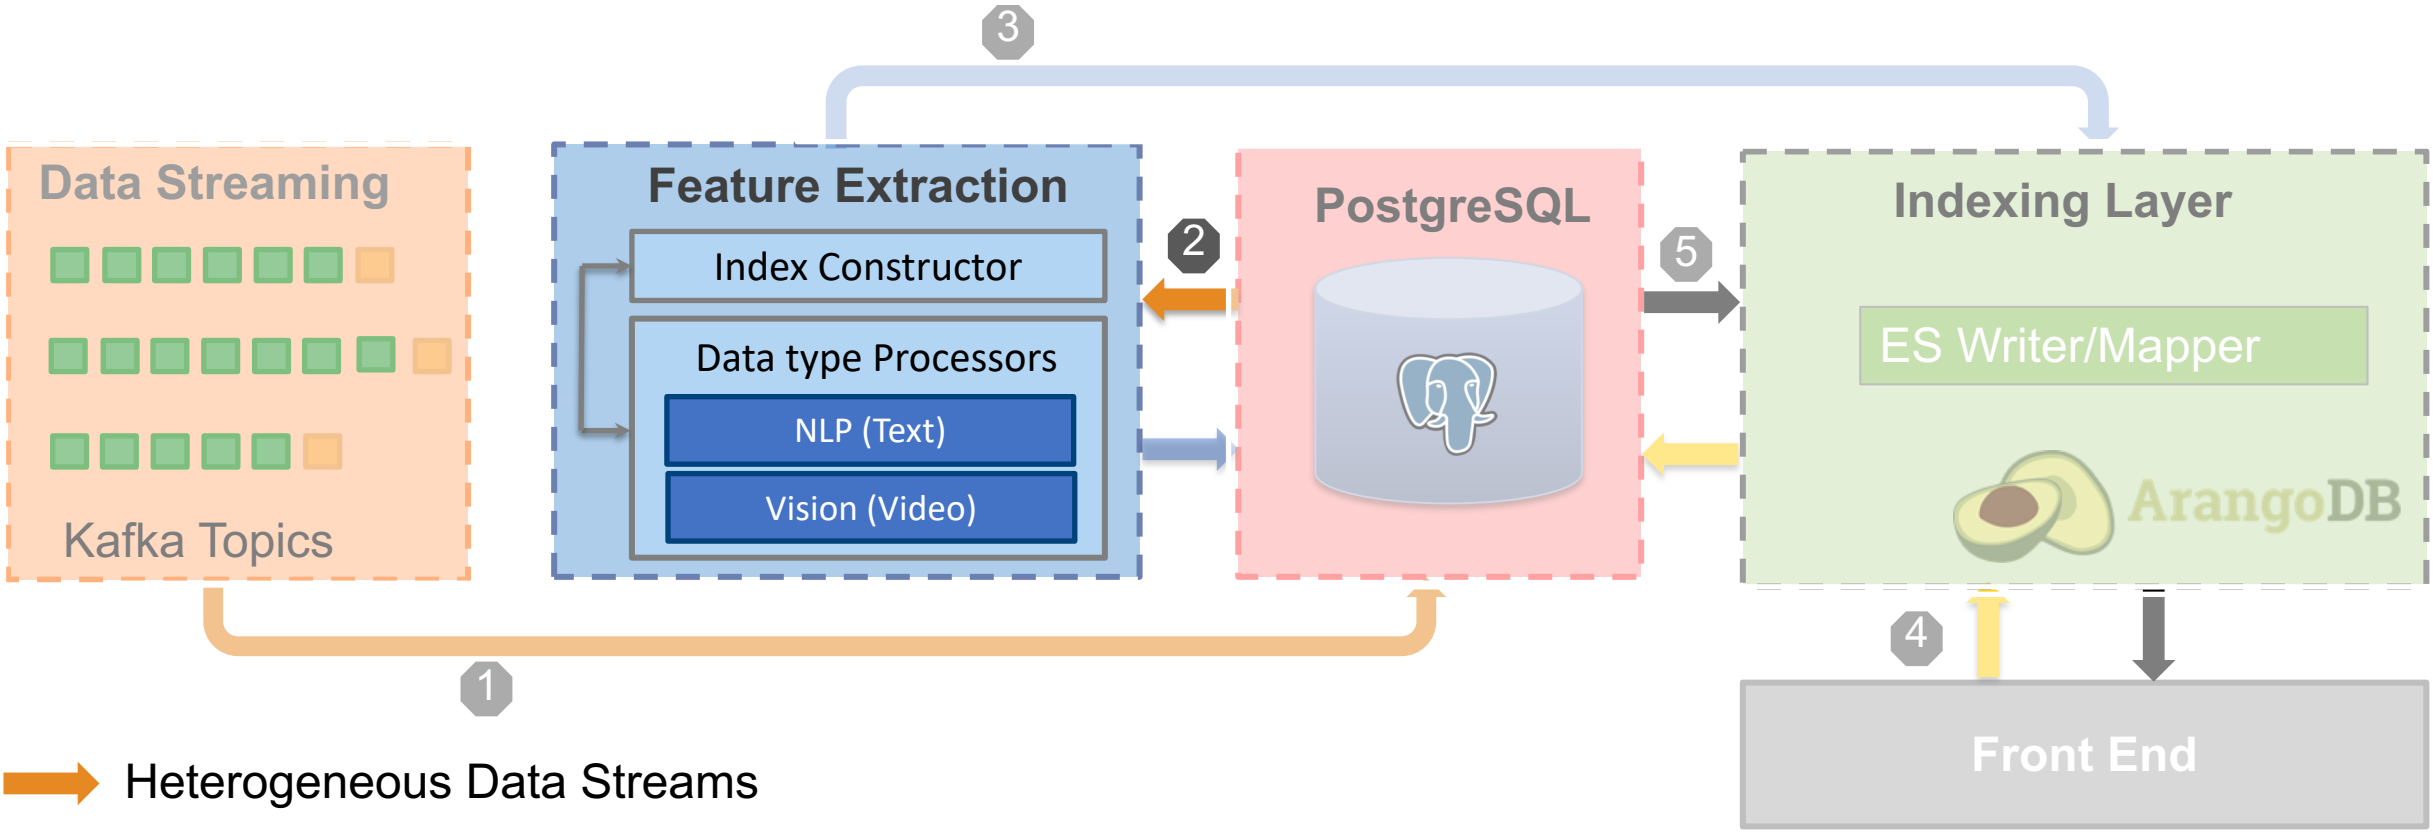 3
Data Streaming
Kafka Topics
1
Feature Extraction
Index Constructor
Data type Processors
NLP (Text)
Vision (Video)
2
PostgreSQL
5
Indexing Layer
ES Writer/Mapper
ArangoDB
4
Front End
Heterogeneous Data Streams